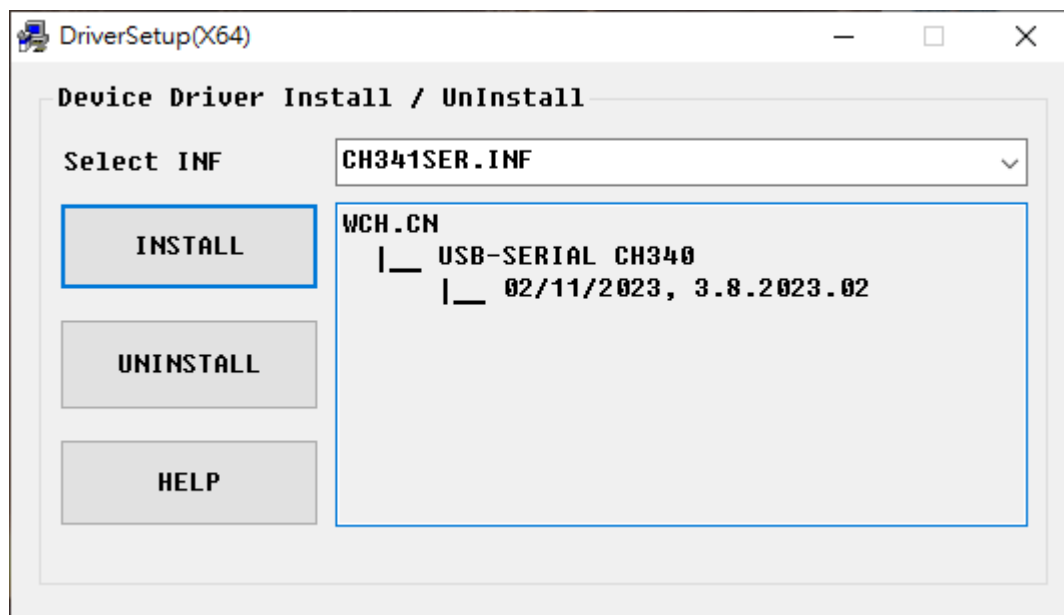 DriverSetup(X64)
Device Driver Install / UnInstall
Select INF
CH341SER.INF
INSTALL
UNINSTALL
HELP
WCH.CN
|__ USB-SERIAL CH340
|__ 02/11/2023, 3.8.2023.02